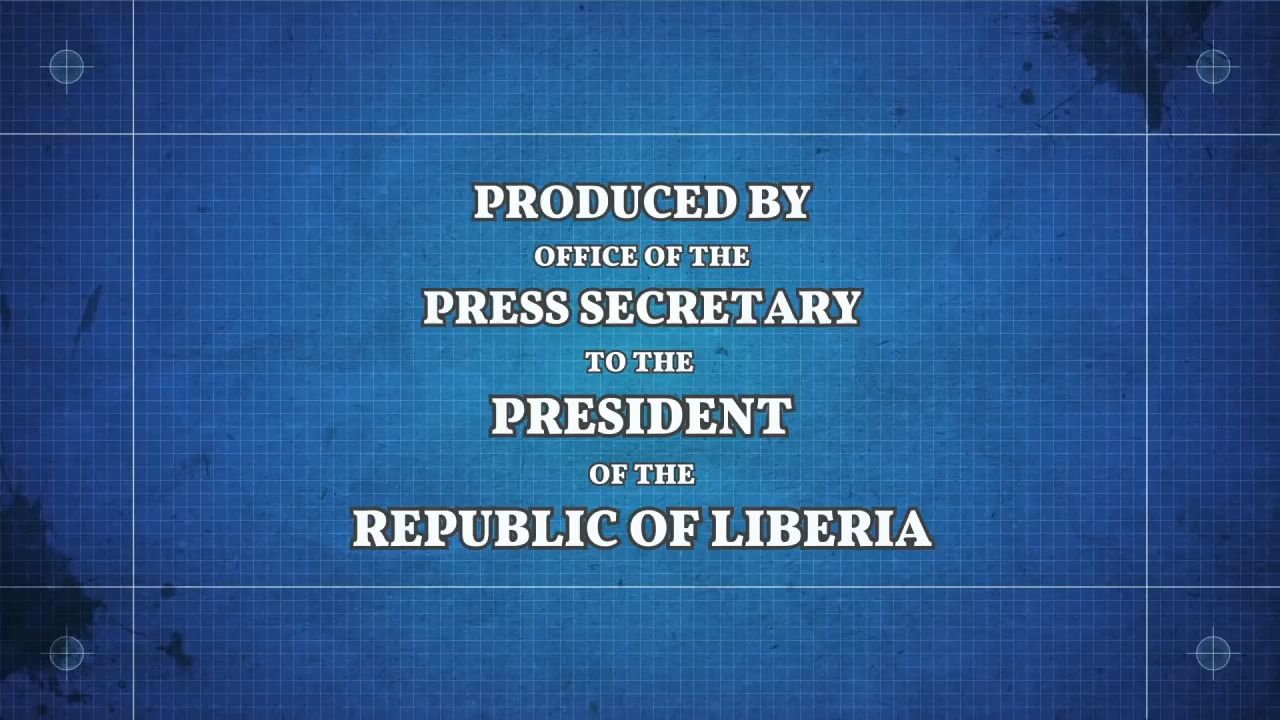 PRODUCED BY
OFFICE OF THE
PRESS SECRETARY
TO THE
PRESIDENT
OF THE
REPUBLIC OF LIBERIA